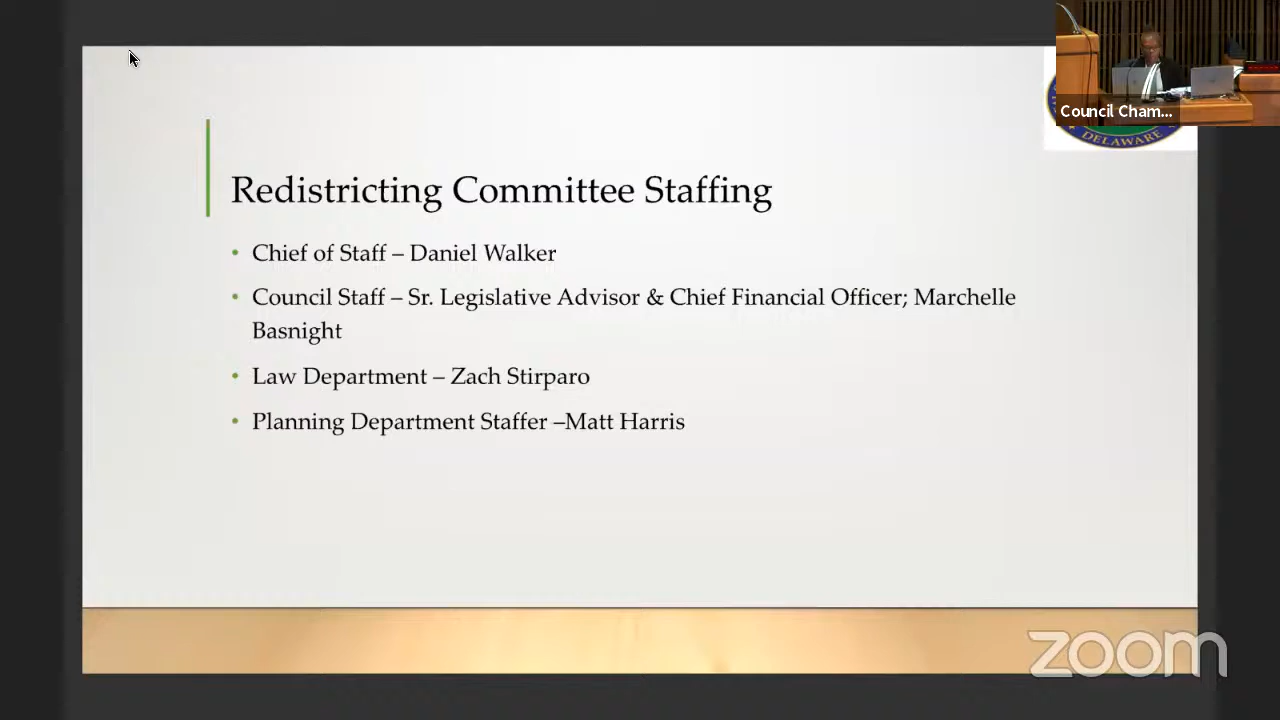 Council Cham...
DELAWARE
Redistricting Committee Staffing
• Chief of Staff – Daniel Walker
• Council Staff – Sr. Legislative Advisor & Chief Financial Officer; Marchelle
Basnight
• Law Department – Zach Stirparo
• Planning Department Staffer –Matt Harris
zoom